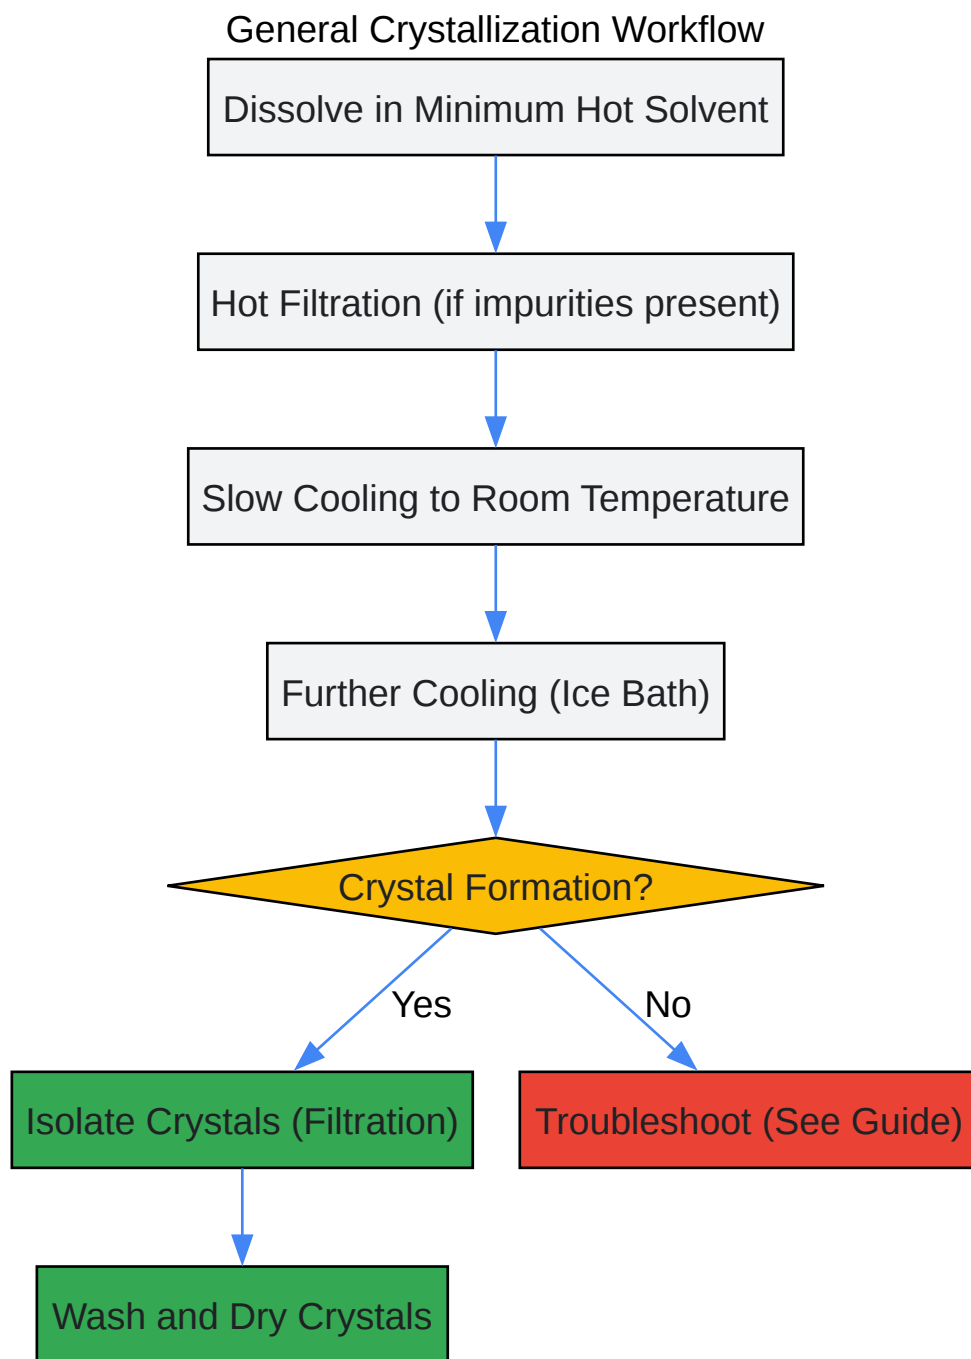 General Crystallization Workflow
Dissolve in Minimum Hot Solvent
Hot Filtration (if impurities present)
Slow Cooling to Room Temperature
Further Cooling (Ice Bath)
Crystal Formation?
Yes
No
Isolate Crystals (Filtration)
Troubleshoot (See Guide)
Wash and Dry Crystals